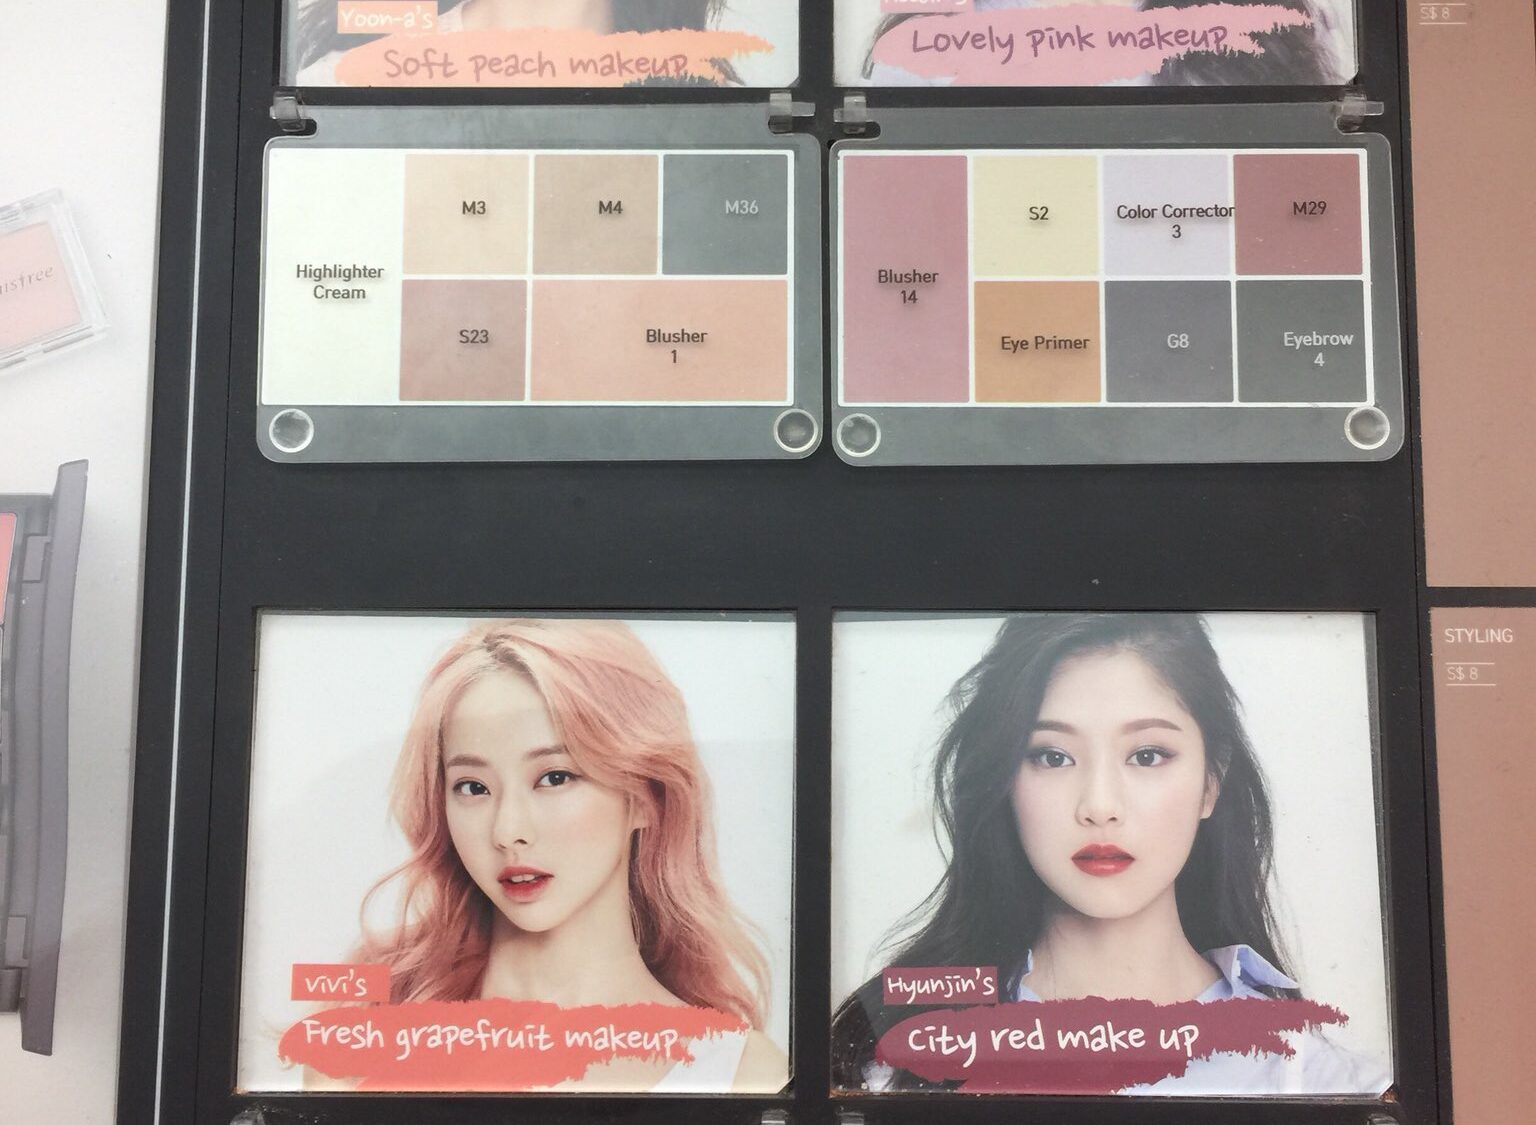 Yoon-a's
Soft peach makeup
Lovely pink makeup
S$ 8
M3
M4
M36
Highlighter
Cream
S23
Blusher
1
Blusher
14
S2
Color Corrector
3
M29
Eye Primer
G8
Eyebrow
4
STYLING
S$ 8
ViVi's
Fresh grapefruit makeup
Hyunjin's
City red make up